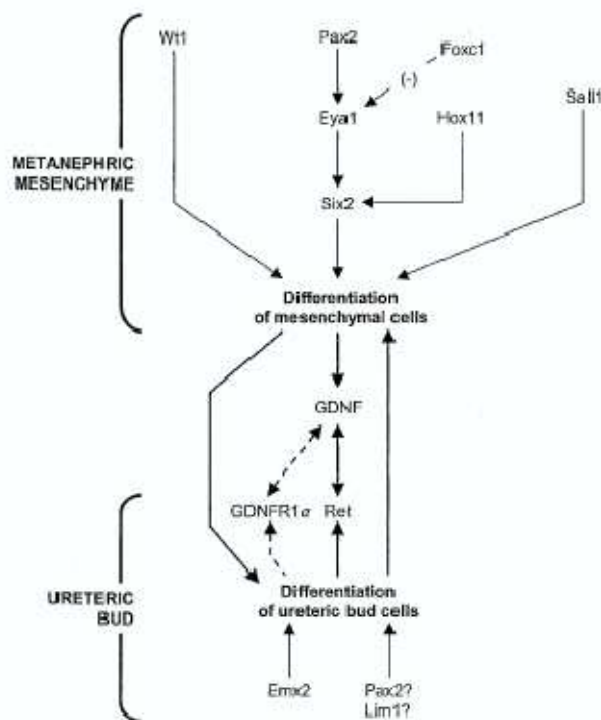 Wt1
Pax2
Foxc1
(-)
Eya1
Hox11
Sall1
METANEPHRIC
MESENCHYME
Six2
Differentiation
of mesenchymal cells
GDNF
GDNFR1α Ret
URETERIC
BUD
Differentiation
of ureteric bud cells
Emx2
Pax2?
Lim1?